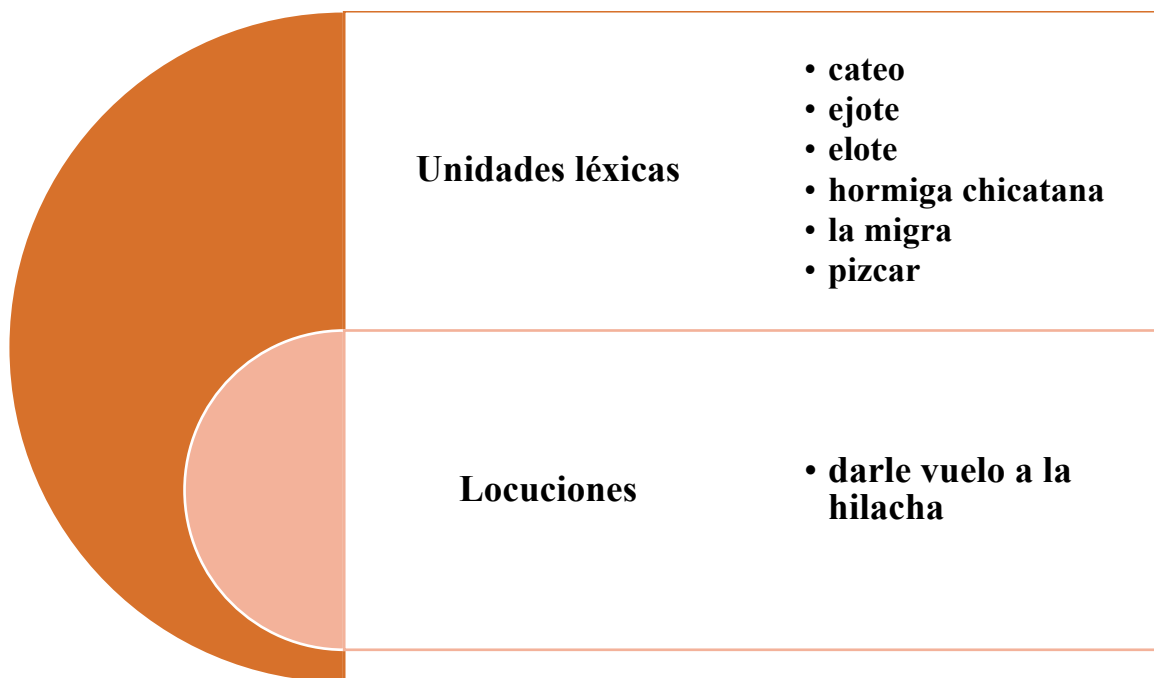 Unidades léxicas
• cateo
• ejote
• elote
• hormiga chicatana
• la migra
• pizcar
Locuciones
• darle vuelo a la
hilacha